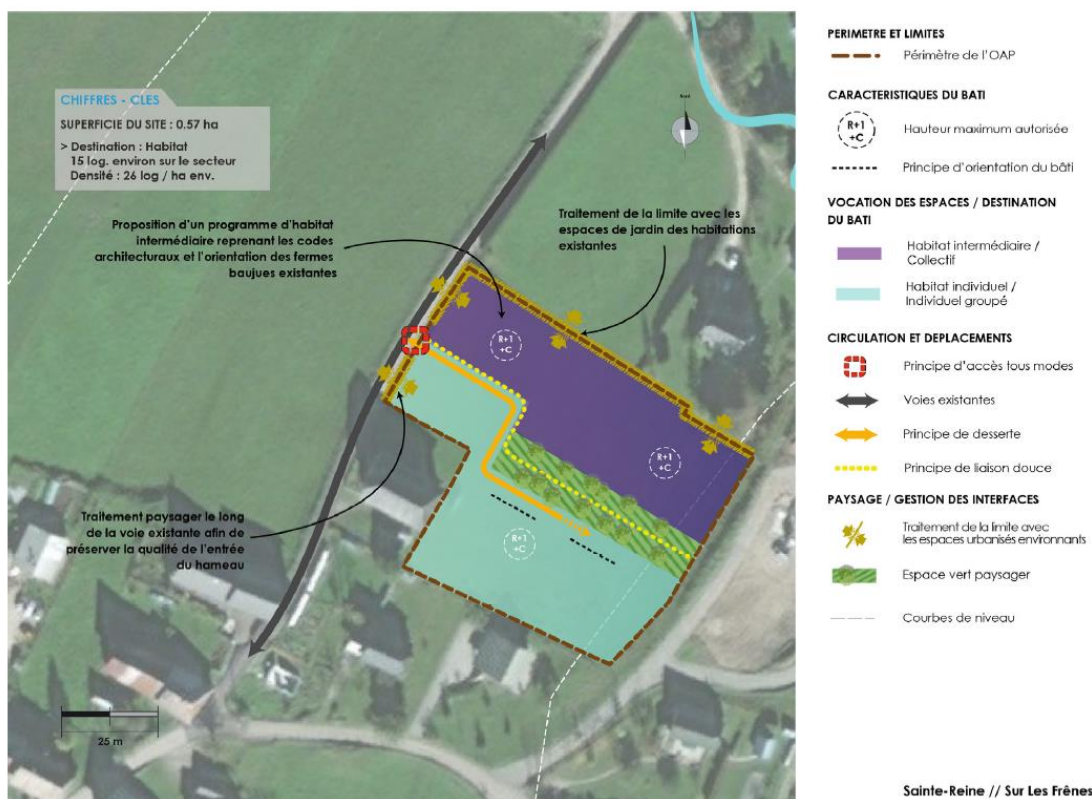 CHIFFRES - CLES
SUPERFICIE DU SITE : 0.57 ha
> Destination : Habitat
15 log. environ sur le secteur
Densité : 26 log / ha env.
Nord
Proposition d'un programme d'habitat
intermédiaire reprenant les codes
architecturaux et l'orientation des fermes
baujues existantes
Traitement de la limite avec les
espaces de jardin des habitations
existantes
R+1
+C
R+1
+C
R+1
+C
Traitement paysager le long
de la voie existante afin de
préserver la qualité de l'entrée
du hameau
25 m
PERIMETRE ET LIMITES
Périmètre de l'OAP
CARACTERISTIQUES DU BATI
R+1
+C
Hauteur maximum autorisée
Principe d'orientation du bâti
VOCATION DES ESPACES / DESTINATION
DU BATI
Habitat intermédiaire /
Collectif
Habitat individuel /
Individuel groupé
CIRCULATION ET DEPLACEMENTS
Principe d'accès tous modes
Voies existantes
Principe de desserte
Principe de liaison douce
PAYSAGE / GESTION DES INTERFACES
Traitement de la limite avec
les espaces urbanisés environnants
Espace vert paysager
Courbes de niveau
Sainte-Reine // Sur Les Frênes